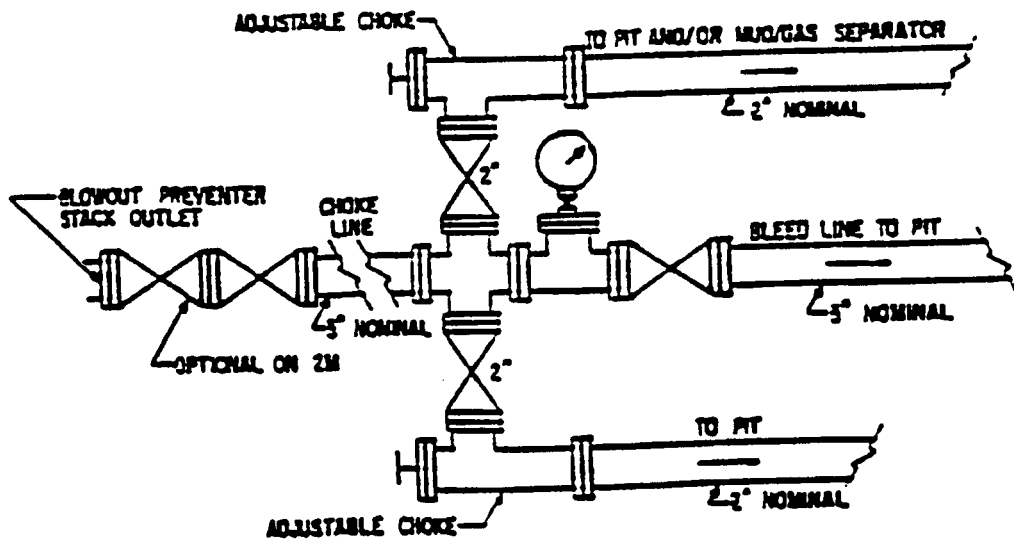 ADJUSTABLE CHOKE
TO PIT AND/OR MUD/GAS SEPARATOR
2" NOMINAL
2"
BLOWOUT PREVENTER
STACK OUTLET
CHOKE
LINE
BLEED LINE TO PIT
3" NOMINAL
3" NOMINAL
OPTIONAL ON 2M
2"
TO PIT
2" NOMINAL
ADJUSTABLE CHOKE